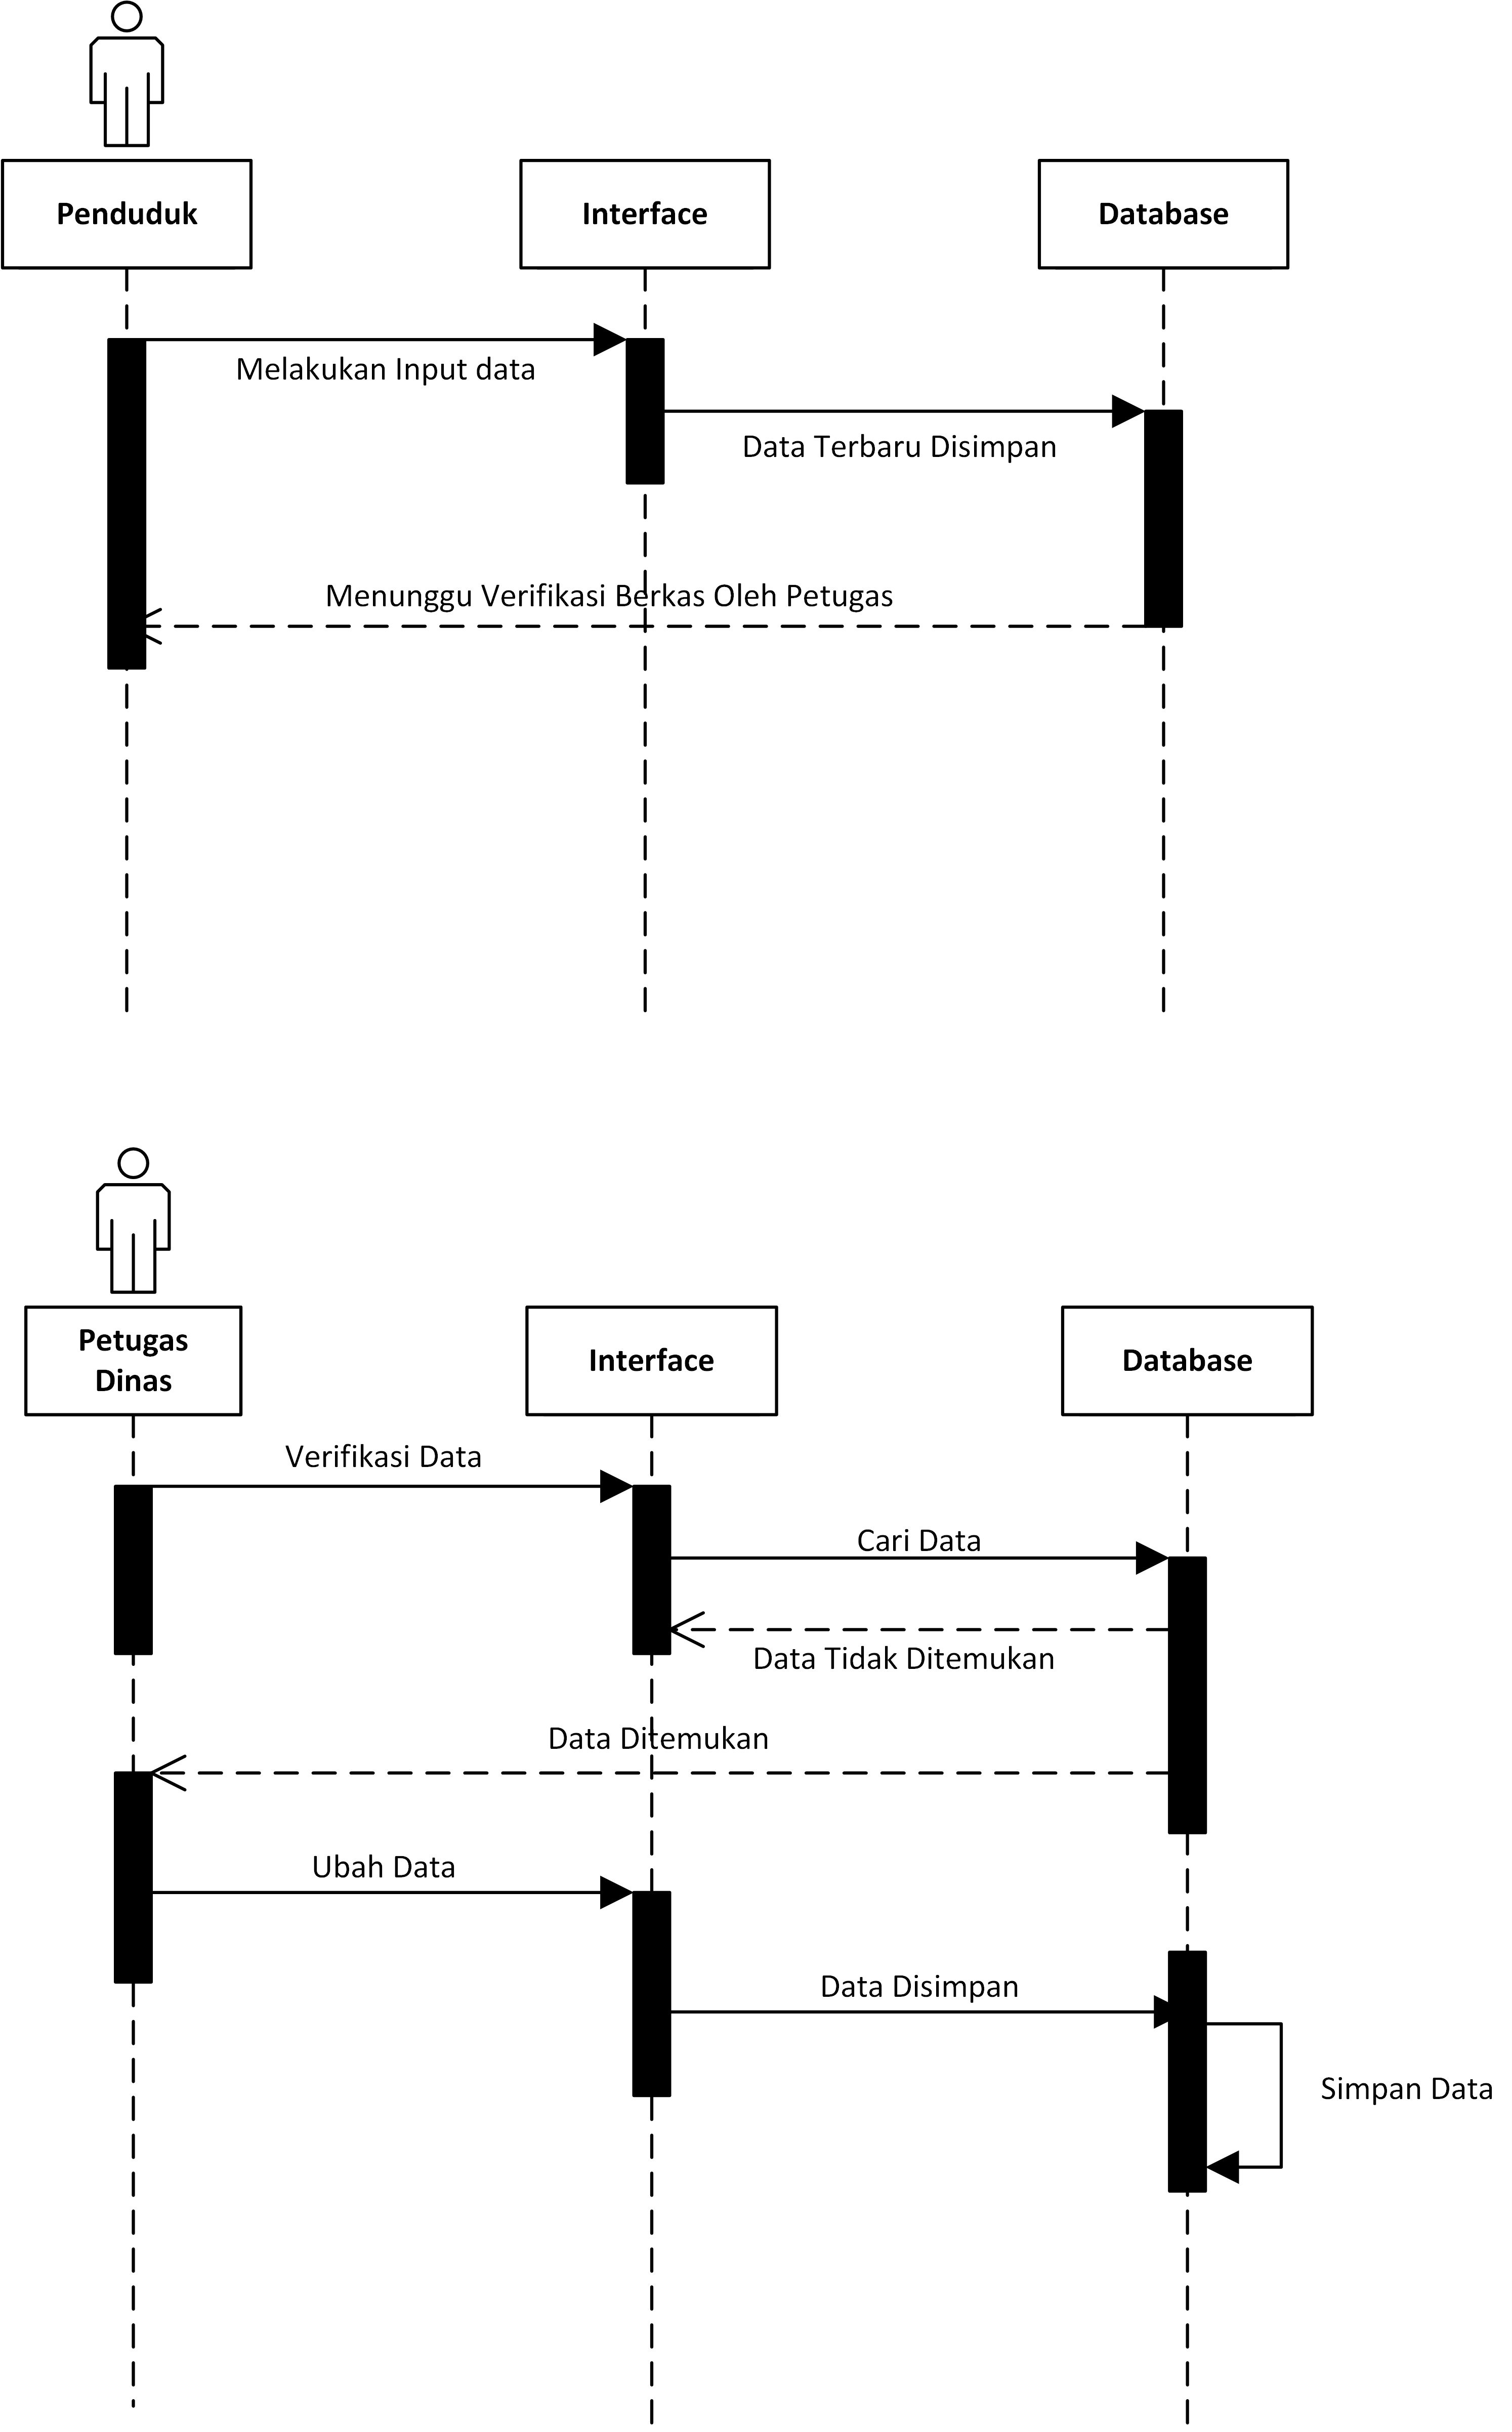 Penduduk
Interface
Database
Melakukan Input data
Data Terbaru Disimpan
Menunggu Verifikasi Berkas Oleh Petugas
Petugas
Dinas
Interface
Database
Verifikasi Data
Cari Data
Data Tidak Ditemukan
Data Ditemukan
Ubah Data
Data Disimpan
Simpan Data